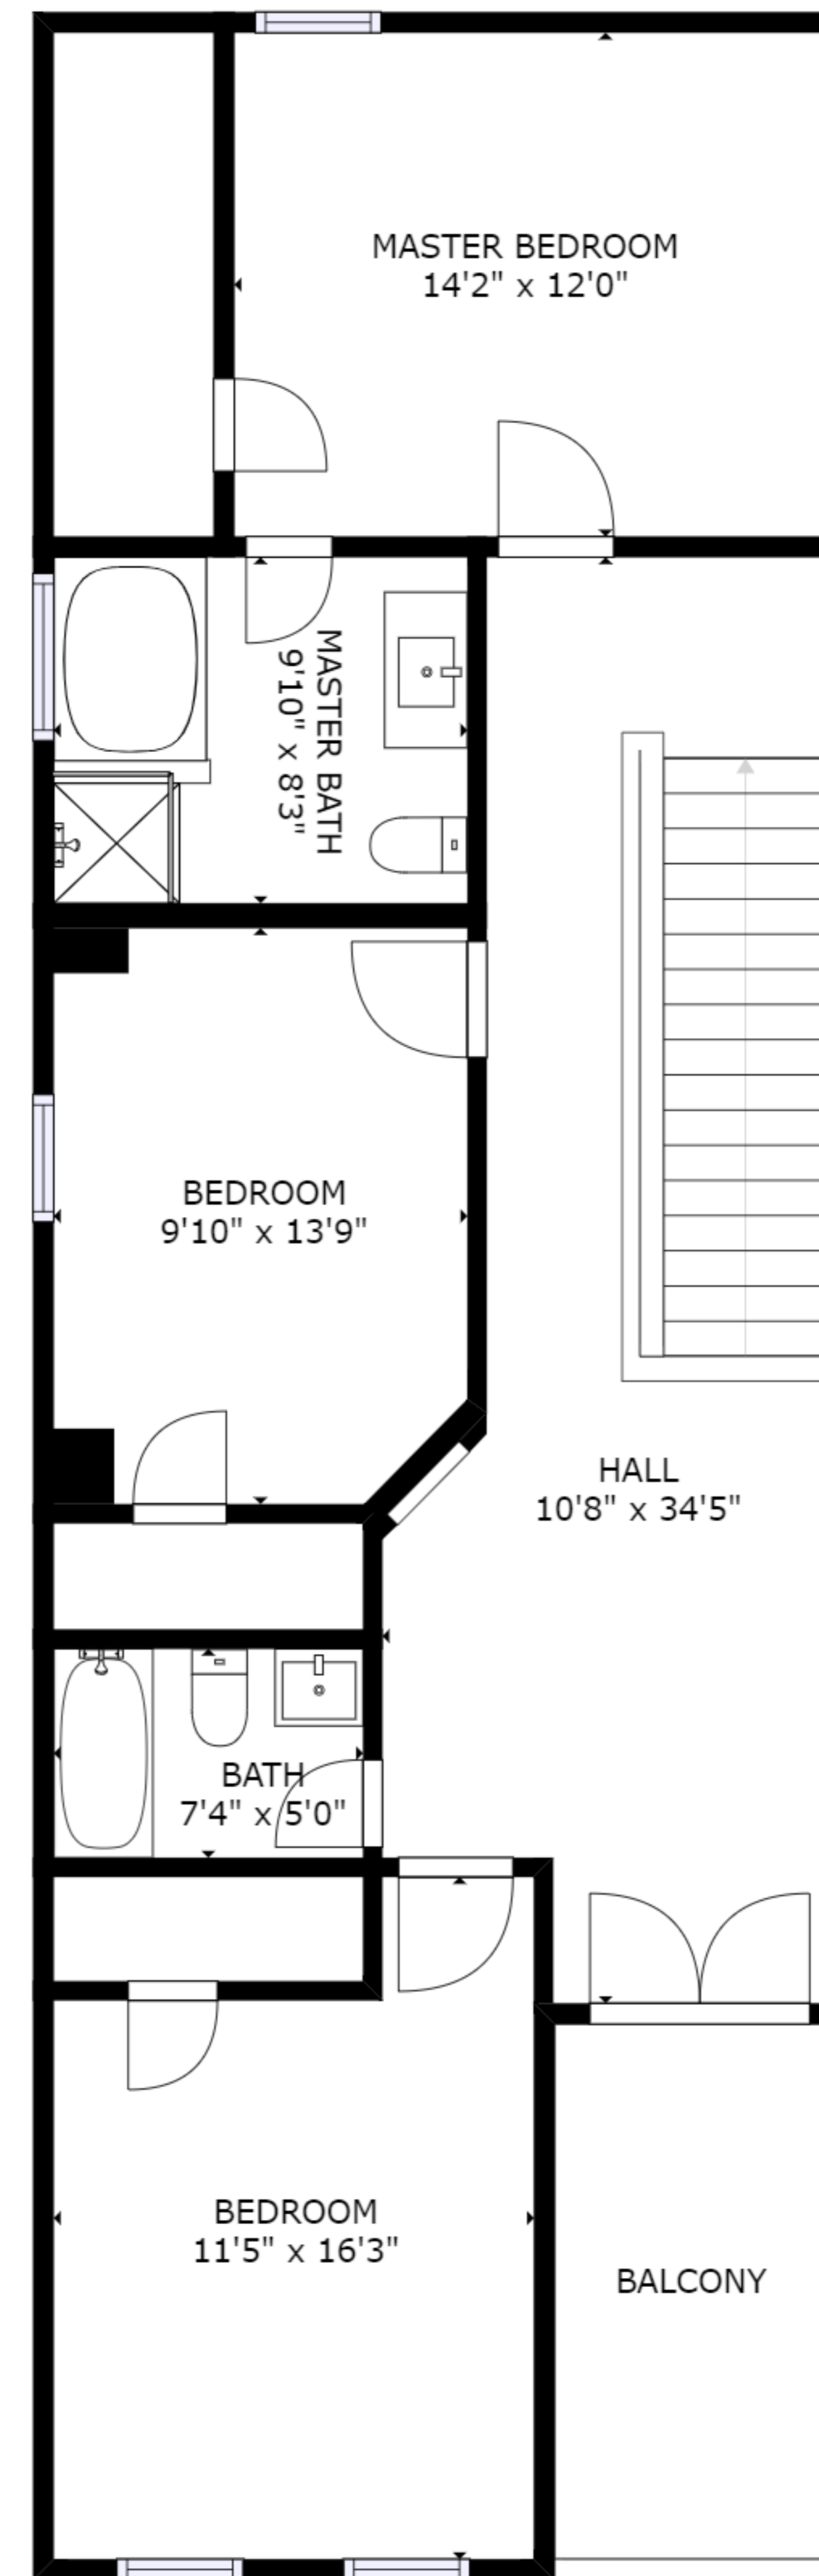 MASTER BEDROOM
14'2" x 12'0"
MASTER BATH
9'10" x 8'3"
BEDROOM
9'10" x 13'9"
HALL
10'8" x 34'5"
BATH
7'4" x 5'0"
BEDROOM
11'5" x 16'3"
BALCONY